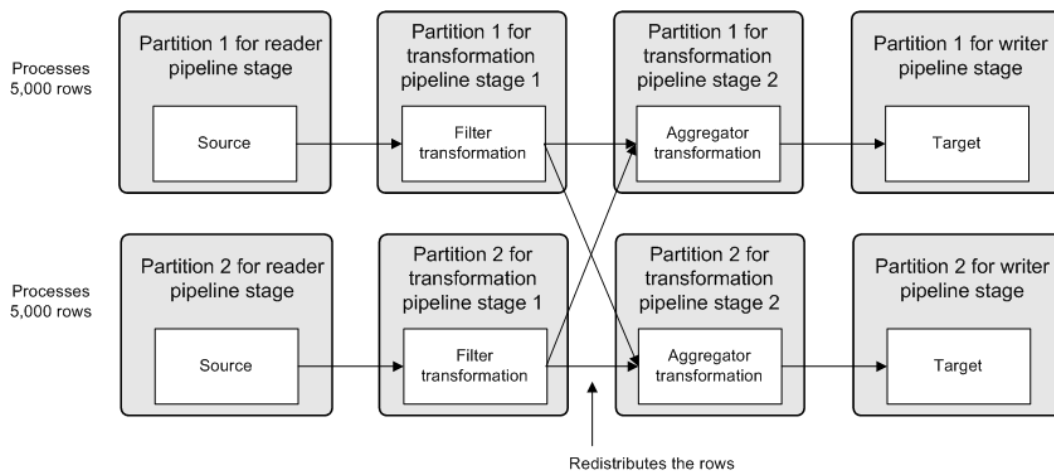 Processes
5,000 rows
Partition 1 for reader
pipeline stage
Source
Partition 1 for
transformation
pipeline stage 1
Filter
transformation
Partition 1 for
transformation
pipeline stage 2
Aggregator
transformation
Partition 1 for writer
pipeline stage
Target
Processes
5,000 rows
Partition 2 for reader
pipeline stage
Source
Partition 2 for
transformation
pipeline stage 1
Filter
transformation
Partition 2 for
transformation
pipeline stage 2
Aggregator
transformation
Partition 2 for writer
pipeline stage
Target
Redistributes the rows